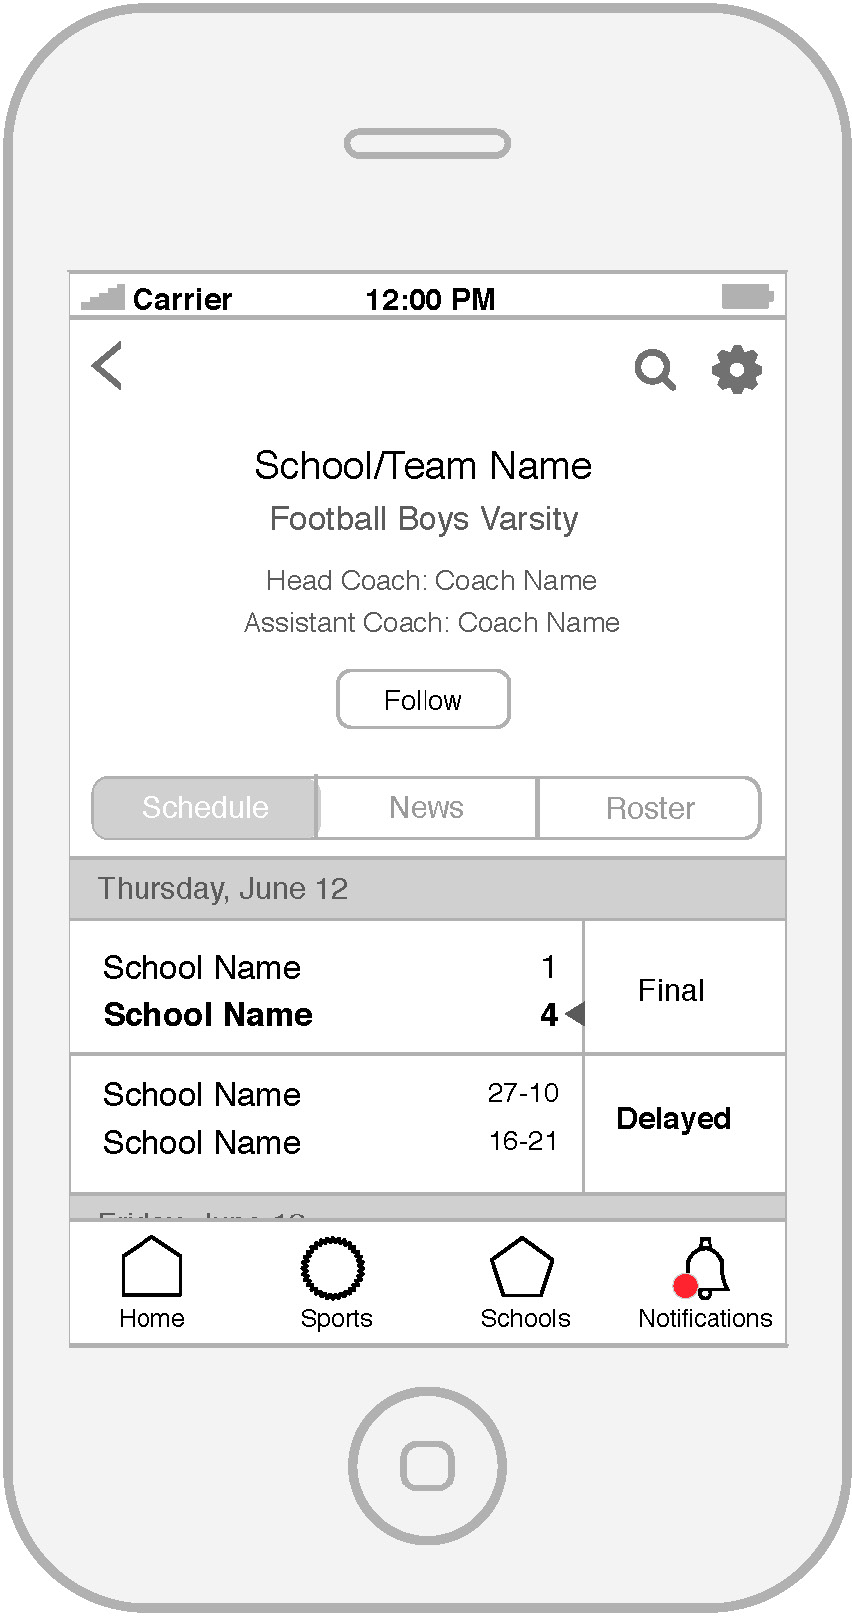 Carrier 12:00 PM
School/Team Name
Football Boys Varsity
Head Coach: Coach Name
Assistant Coach: Coach Name
Follow
Schedule News Roster
Thursday, June 12
School Name 1
School Name 4
Final
School Name 27-10
School Name 16-21
Delayed
Home Sports Schools Notifications